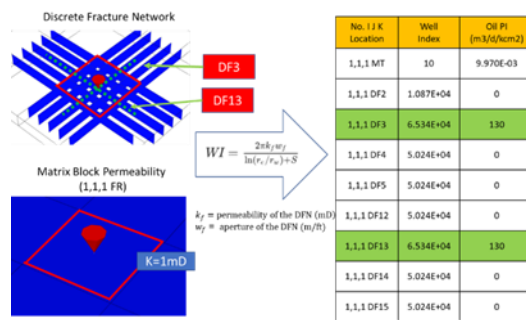 Discrete Fracture Network
DF3
DF13
Matrix Block Permeability
(1,1,1 FR)
K=1mD
WI = 2πk_f w_f / ln(r_e/r_w)+S
k_f = permeability of the DFN (mD)
w_f = aperture of the DFN (m/ft)
No. I J K Location | Well Index | Oil PI (m3/d/kcm2)
1,1,1 MT | 10 | 9.970E-03
1,1,1 DF2 | 1.087E+04 | 0
1,1,1 DF3 | 6.534E+04 | 130
1,1,1 DF4 | 5.024E+04 | 0
1,1,1 DF5 | 5.024E+04 | 0
1,1,1 DF12 | 5.024E+04 | 0
1,1,1 DF13 | 6.534E+04 | 130
1,1,1 DF14 | 5.024E+04 | 0
1,1,1 DF15 | 5.024E+04 | 0